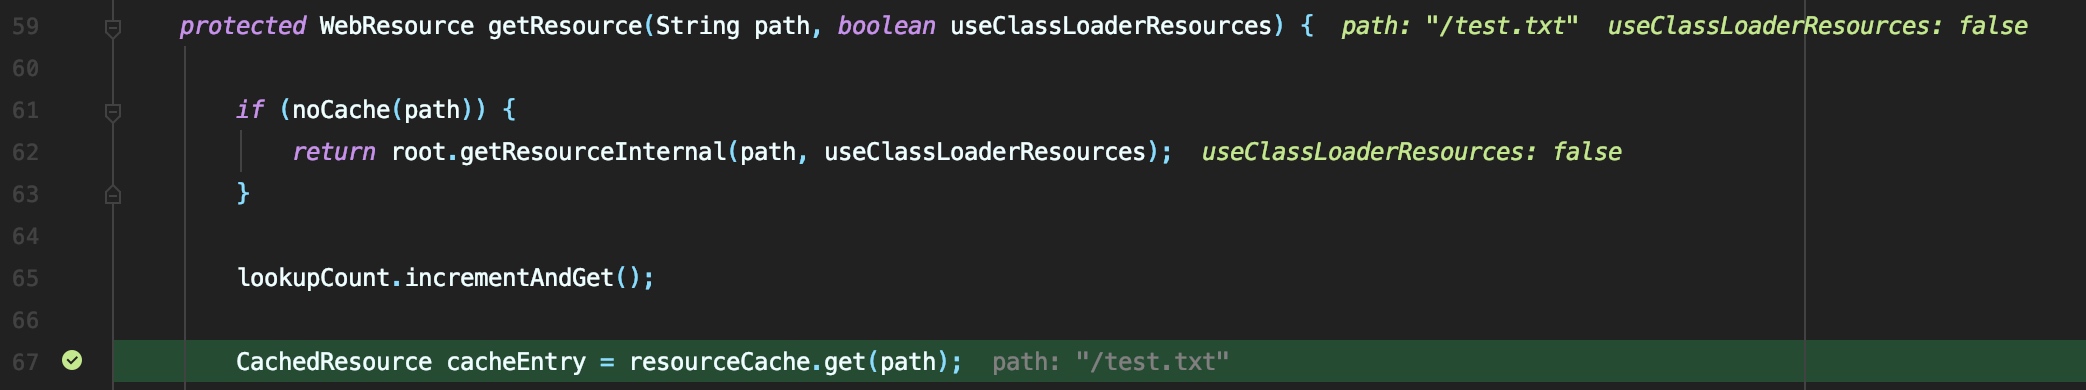 59 protected WebResource getResource(String path, boolean useClassLoaderResources) { path: "/test.txt" useClassLoaderResources: false
60
61 if (noCache(path)) {
62 return root.getResourceInternal(path, useClassLoaderResources); useClassLoaderResources: false
63 }
64
65 lookupCount.incrementAndGet();
66
67 CachedResource cacheEntry = resourceCache.get(path); path: "/test.txt"